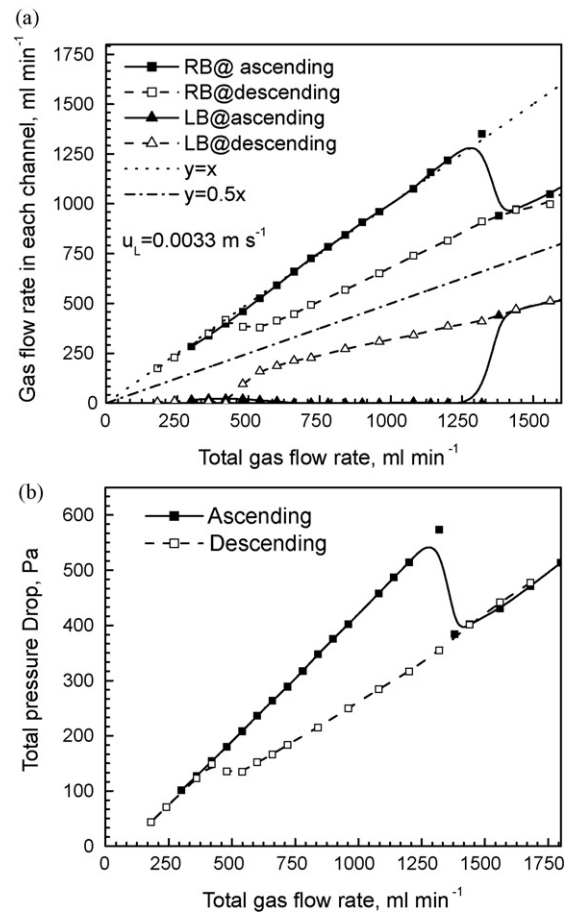 (a)
Gas flow rate in each channel, ml min⁻¹
1750
1500
1250
1000
750
500
250
0
RB@ ascending
RB@descending
LB@ascending
LB@descending
y=x
y=0.5x
u_L=0.0033 m s⁻¹
0 250 500 750 1000 1250 1500
Total gas flow rate, ml min⁻¹
(b)
Total pressure Drop, Pa
600
500
400
300
200
100
0
Ascending
Descending
0 250 500 750 1000 1250 1500 1750
Total gas flow rate, ml min⁻¹